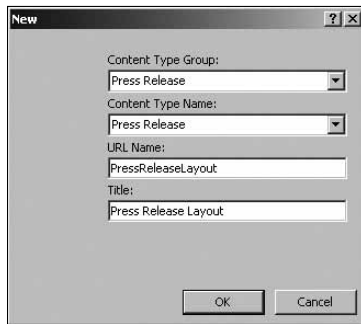 New
Content Type Group:
Press Release
Content Type Name:
Press Release
URL Name:
PressReleaseLayout
Title:
Press Release Layout
OK
Cancel